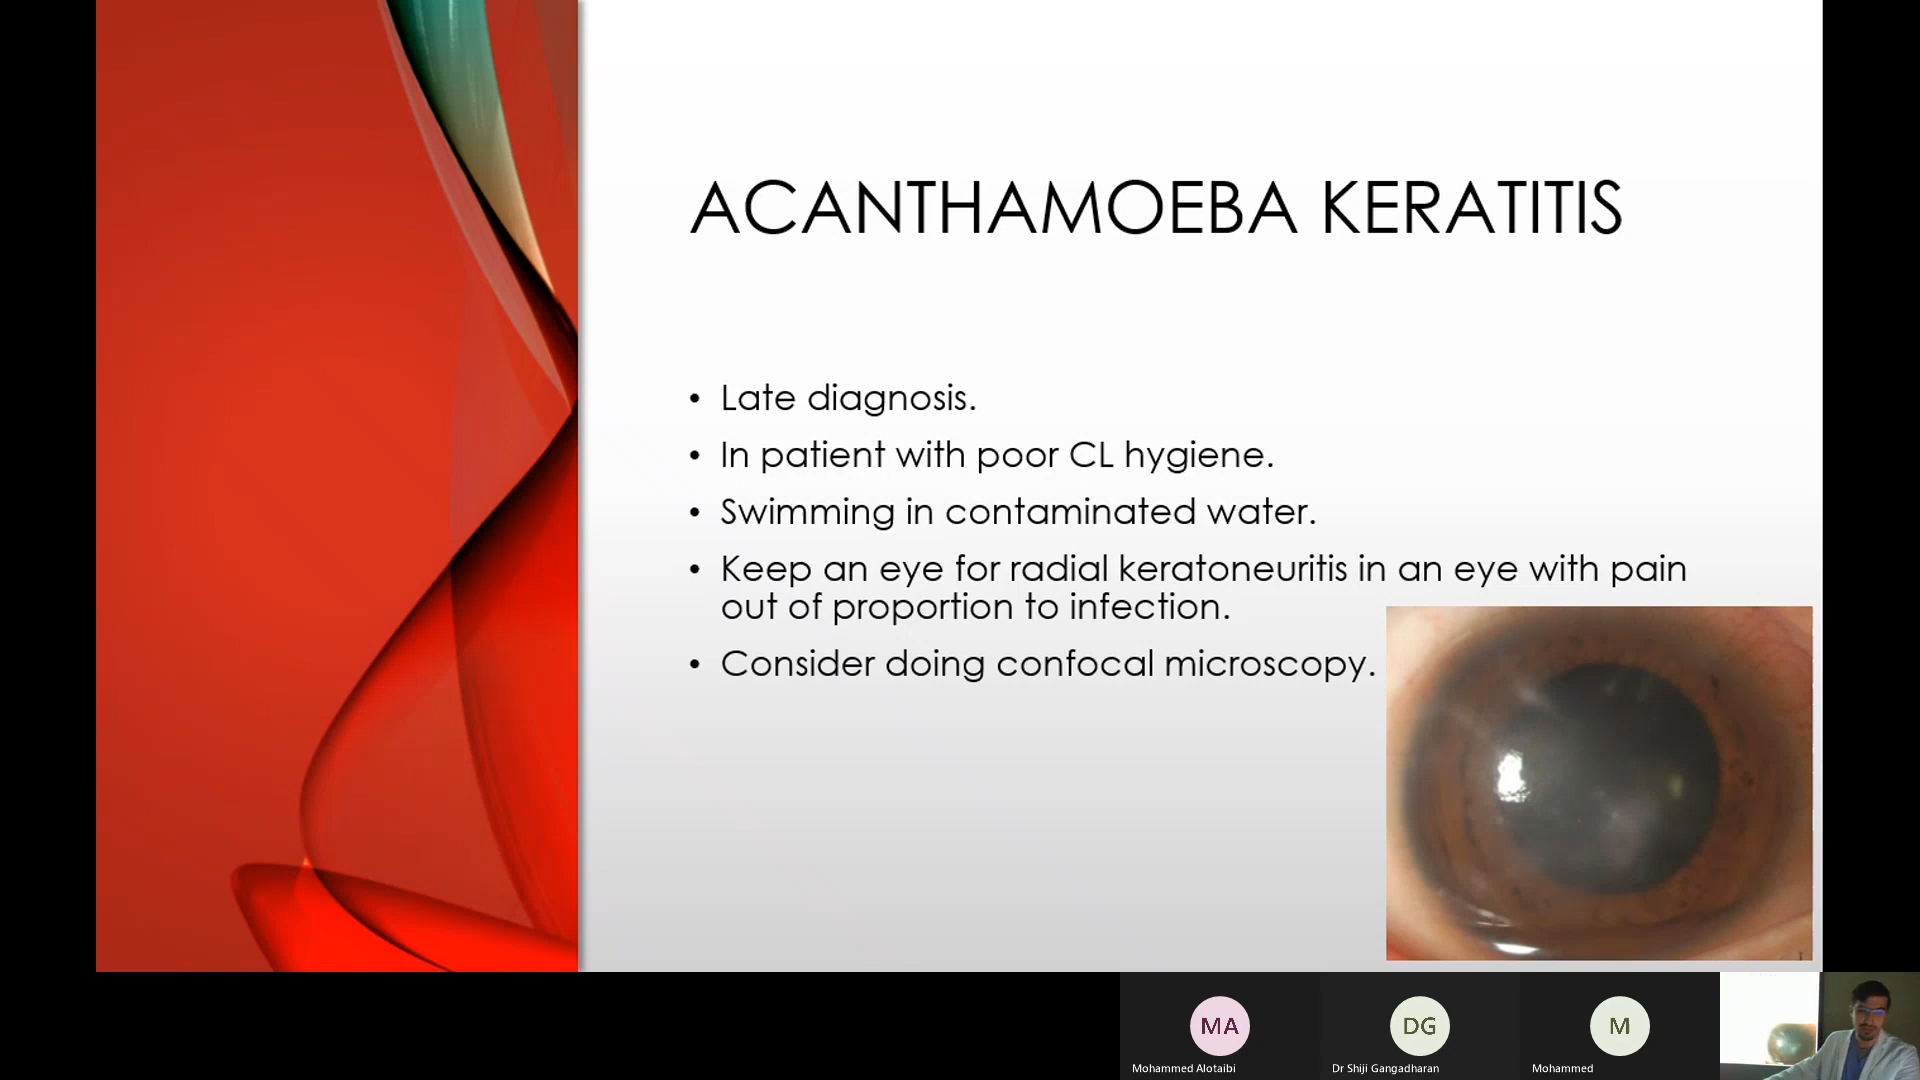 ACANTHAMOEBA KERATITIS
• Late diagnosis.
• In patient with poor CL hygiene.
• Swimming in contaminated water.
• Keep an eye for radial keratoneuritis in an eye with pain
out of proportion to infection.
• Consider doing confocal microscopy.
MA
DG
M
Mohammed Alotaibi
Dr Shiji Gangadharan
Mohammed